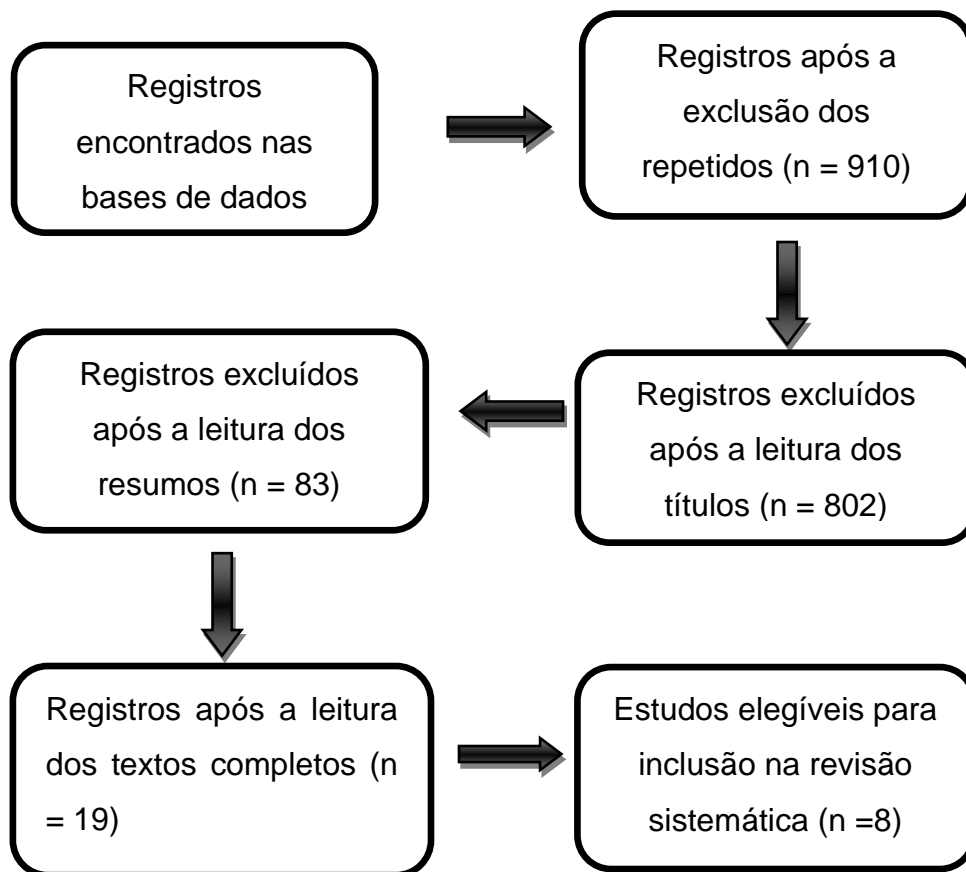 Registros
encontrados nas
bases de dados
Registros após a
exclusão dos
repetidos (n = 910)
Registros excluídos
após a leitura dos
títulos (n = 802)
Registros excluídos
após a leitura dos
resumos (n = 83)
Registros após a leitura
dos textos completos (n
= 19)
Estudos elegíveis para
inclusão na revisão
sistemática (n =8)